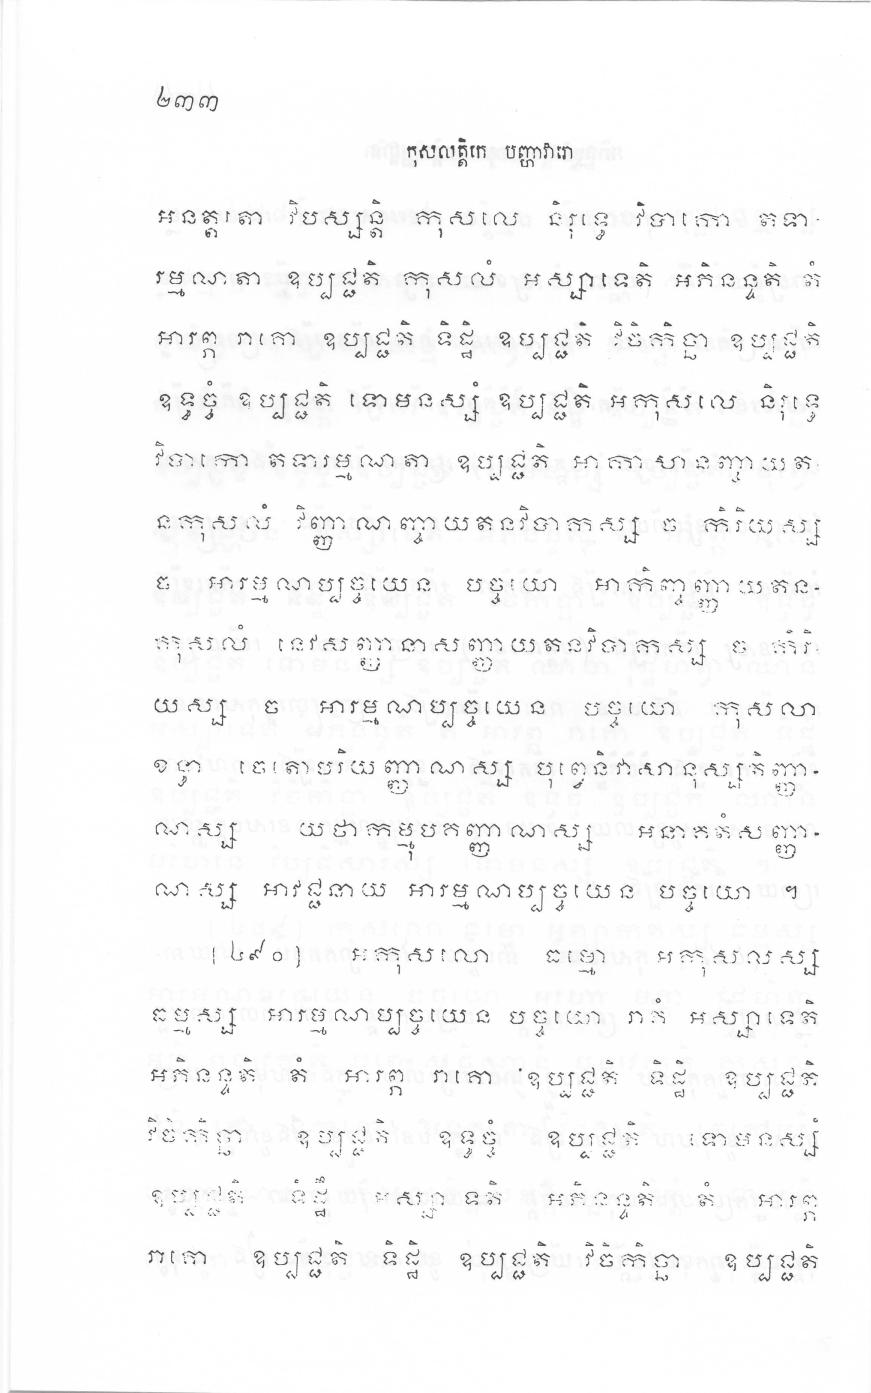 ២៣៣
កុសលត្តិកេ បញ្ហាវារោ
អនត្តតោ វិបស្សន្តិ កុសលេ និរុទ្ធេ វិបាកោ តទា-
រម្មណតា ឧប្បជ្ជតិ កុសលំ អស្សាទេតិ អភិនន្ទតិ តំ
អារព្ភ រាគោ ឧប្បជ្ជតិ ទិដ្ឋិ ឧប្បជ្ជតិ វិចិកិច្ឆា ឧប្បជ្ជតិ
ឧទ្ធច្ចំ ឧប្បជ្ជតិ ទោមនស្សំ ឧប្បជ្ជតិ អកុសលេ និរុទ្ធេ
វិបាកោ តទារម្មណតា ឧប្បជ្ជតិ អាកាសានញ្ចាយត-
នកុសលំ វិញ្ញាណញ្ចាយតនវិបាកស្ស ច កិរិយស្ស
ច អារម្មណប្បច្ចយេន បច្ចយោ អាកិញ្ចញ្ញាយតន-
កុសលំ នេវសញ្ញានាសញ្ញាយតនវិបាកស្ស ច កិរិ-
យស្ស ច អារម្មណប្បច្ចយេន បច្ចយោ កុសលា
ខន្ធា ចេតោបរិយញ្ញាណស្ស បុព្វេនិវាសានុស្សតិញ្ញា-
ណស្ស យថាកម្មុបគញ្ញាណស្ស អនាគតំសញ្ញា-
ណស្ស អាវជ្ជនាយ អារម្មណប្បច្ចយេន បច្ចយោ ។
[៤៩០] អកុសលោ ធម្មោ អកុសលស្ស
ធម្មស្ស អារម្មណប្បច្ចយេន បច្ចយោ រាគំ អស្សាទេតិ
អភិនន្ទតិ តំ អារព្ភ រាគោ ឧប្បជ្ជតិ ទិដ្ឋិ ឧប្បជ្ជតិ
វិចិកិច្ឆា ឧប្បជ្ជតិ ឧទ្ធច្ចំ ឧប្បជ្ជតិ ទោមនស្សំ
ឧប្បជ្ជតិ ទិដ្ឋឹ អស្សាទេតិ អភិនន្ទតិ តំ អារព្ភ
រាគោ ឧប្បជ្ជតិ ទិដ្ឋិ ឧប្បជ្ជតិ វិចិកិច្ឆា ឧប្បជ្ជតិ